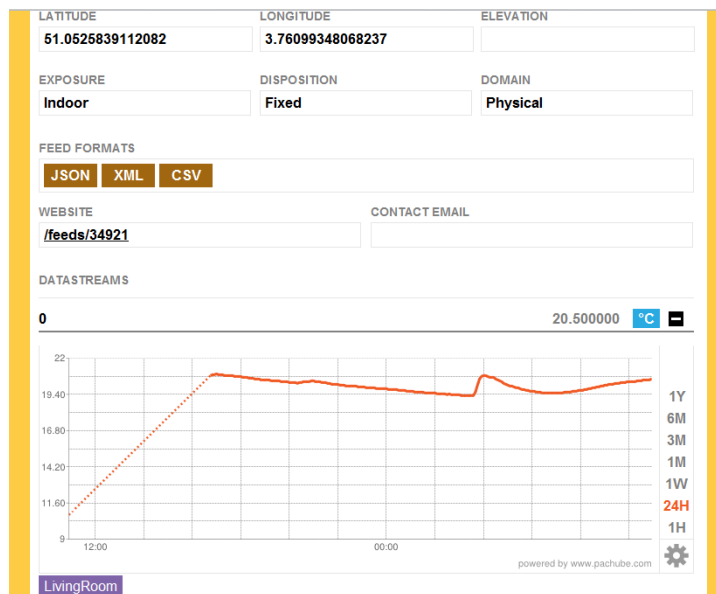 LATITUDE LONGITUDE ELEVATION
51.0525839112082 3.76099348068237
EXPOSURE DISPOSITION DOMAIN
Indoor Fixed Physical
FEED FORMATS
JSON XML CSV
WEBSITE CONTACT EMAIL
/feeds/34921
DATASTREAMS
0 20.500000 °C
22
19.40
16.80
14.20
11.60
9
12:00 00:00
powered by www.pachube.com
1Y
6M
3M
1M
1W
24H
1H
LivingRoom